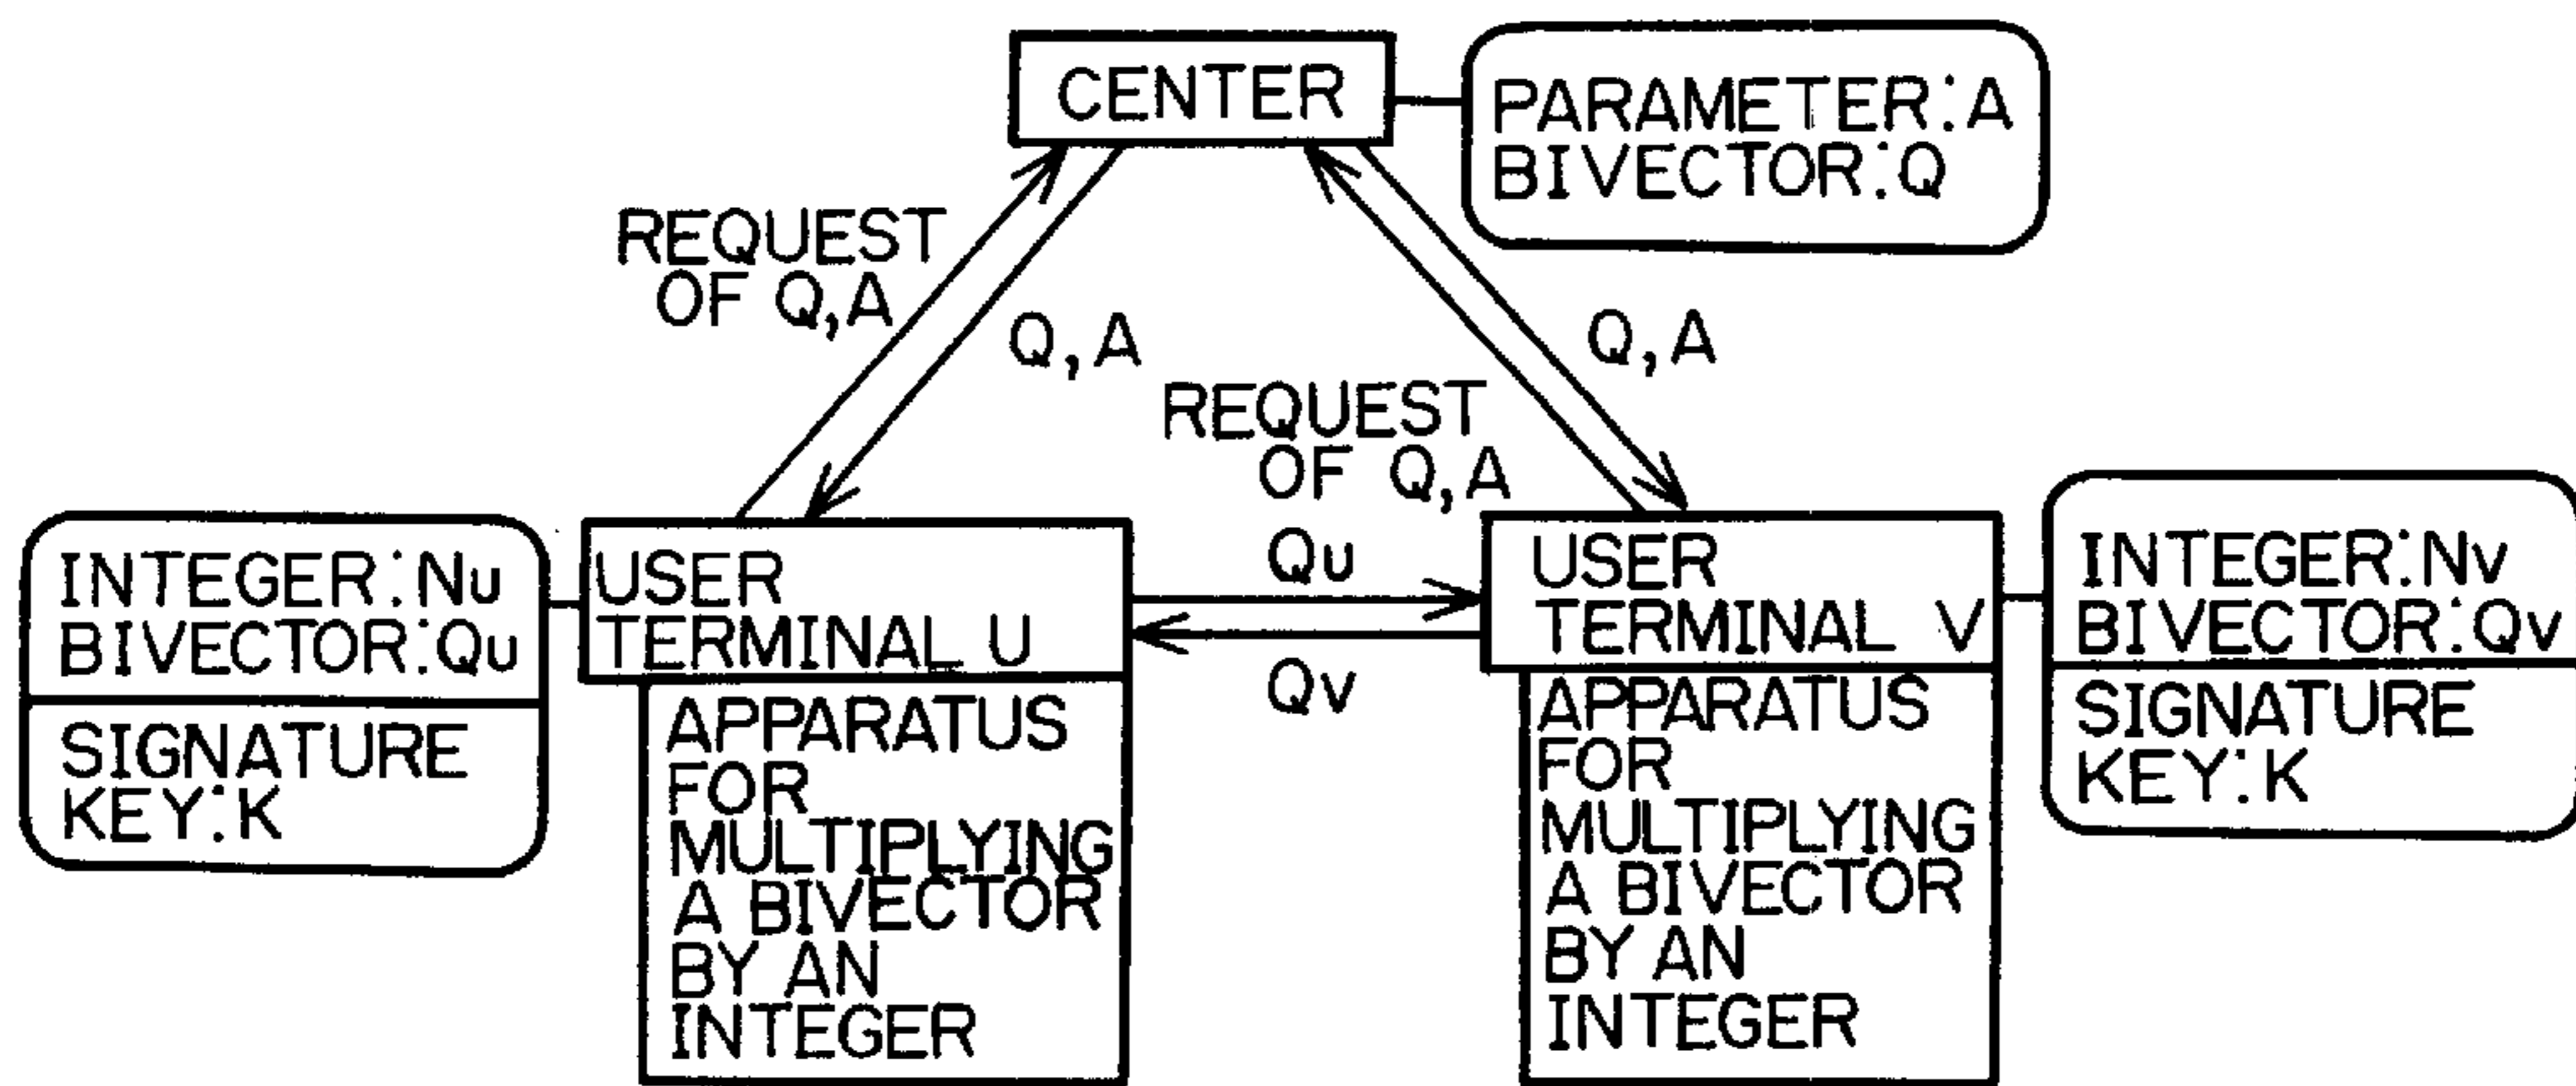 CENTER
PARAMETER:A
BIVECTOR:Q
REQUEST
OF Q,A
Q,A
Q,A
REQUEST
OF Q,A
INTEGER:Nu
BIVECTOR:Qu
SIGNATURE
KEY:K
USER
TERMINAL U
APPARATUS
FOR
MULTIPLYING
A BIVECTOR
BY AN
INTEGER
Qu
Qv
USER
TERMINAL V
APPARATUS
FOR
MULTIPLYING
A BIVECTOR
BY AN
INTEGER
INTEGER:Nv
BIVECTOR:Qv
SIGNATURE
KEY:K